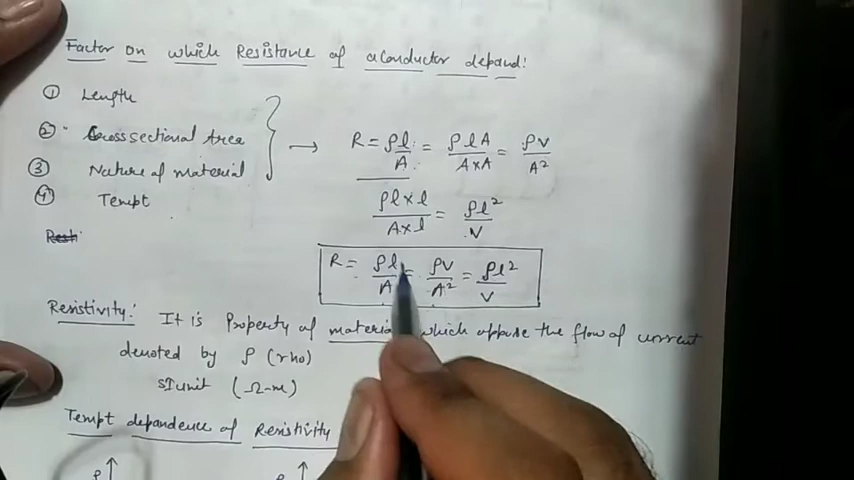 Factor on which Resistance of a Conductor depend:
① Length
② Crosssectional Area
③ Nature of material
④ Tempt
→ R = ρl/A = ρlA/A×A = ρV/A²
ρl×l/A×l = ρl²/V
R = ρl/A = ρV/A² = ρl²/V
Resistivity: It is Property of material which oppose the flow of current
denoted by ρ (rho)
SI unit (Ω-m)
Tempt dependence of Resistivity
ρ ↑ ρ ↑